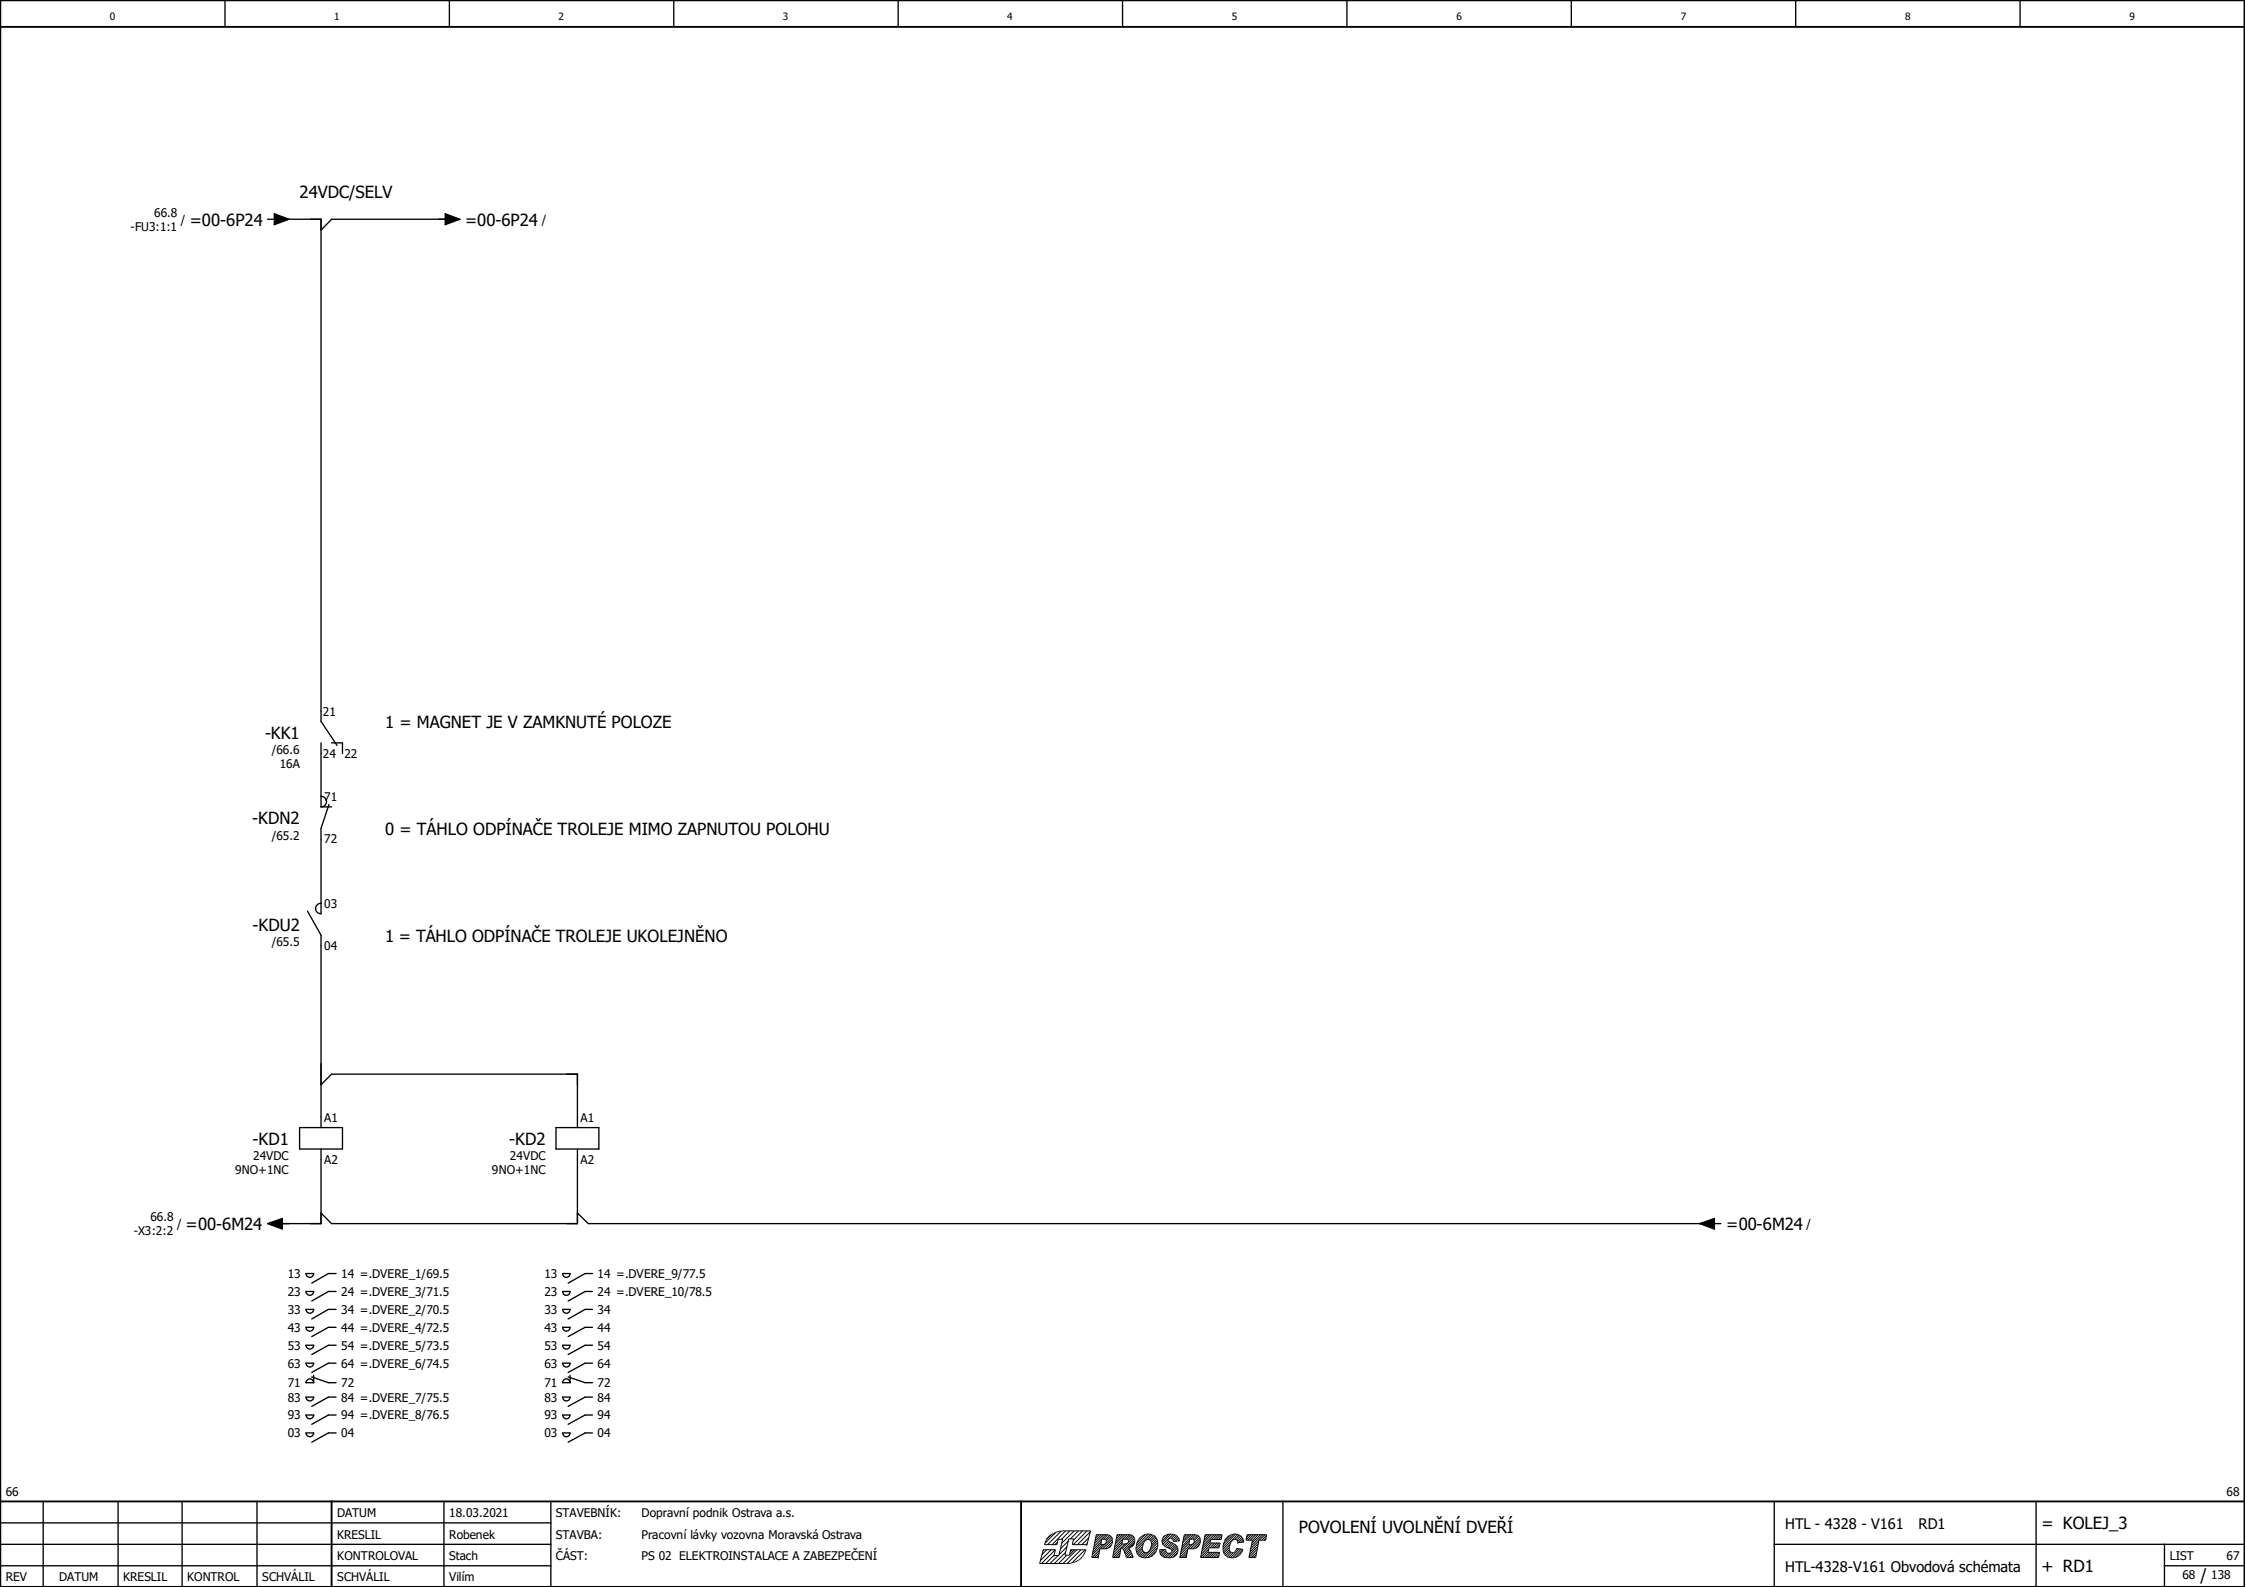 0 1 2 3 4 5 6 7 8 9
24VDC/SELV
66.8
-FU3:1:1 / =00-6P24 =00-6P24 /
21
-KK1 1 = MAGNET JE V ZAMKNUTÉ POLOZE
/66.6
24 22
16A
71
-KDN2 0 = TÁHLO ODPÍNAČE TROLEJE MIMO ZAPNUTOU POLOHU
/65.2
72
03
-KDU2 1 = TÁHLO ODPÍNAČE TROLEJE UKOLEJNĚNO
/65.5
04
A1 A1
-KD1 -KD2
24VDC 24VDC
A2 A2
9NO+1NC 9NO+1NC
66.8
-X3:2:2 / =00-6M24 =00-6M24 /
13 14 =.DVERE_1/69.5 13 14 =.DVERE_9/77.5
23 24 =.DVERE_3/71.5 23 24 =.DVERE_10/78.5
33 34 =.DVERE_2/70.5 33 34
43 44 =.DVERE_4/72.5 43 44
53 54 =.DVERE_5/73.5 53 54
63 64 =.DVERE_6/74.5 63 64
71 72 71 72
83 84 =.DVERE_7/75.5 83 84
93 94 =.DVERE_8/76.5 93 94
03 04 03 04
66 68
DATUM 18.03.2021 STAVEBNÍK: Dopravní podnik Ostrava a.s.
KRESLIL Robenek STAVBA: Pracovní lávky vozovna Moravská Ostrava
KONTROLOVAL Stach ČÁST: PS 02 ELEKTROINSTALACE A ZABEZPEČENÍ
REV DATUM KRESLIL KONTROL SCHVÁLIL SCHVÁLIL Vilím
PROSPECT
POVOLENÍ UVOLNĚNÍ DVEŘÍ
HTL - 4328 - V161 RD1 = KOLEJ_3
HTL-4328-V161 Obvodová schémata + RD1
LIST 67
68 / 138